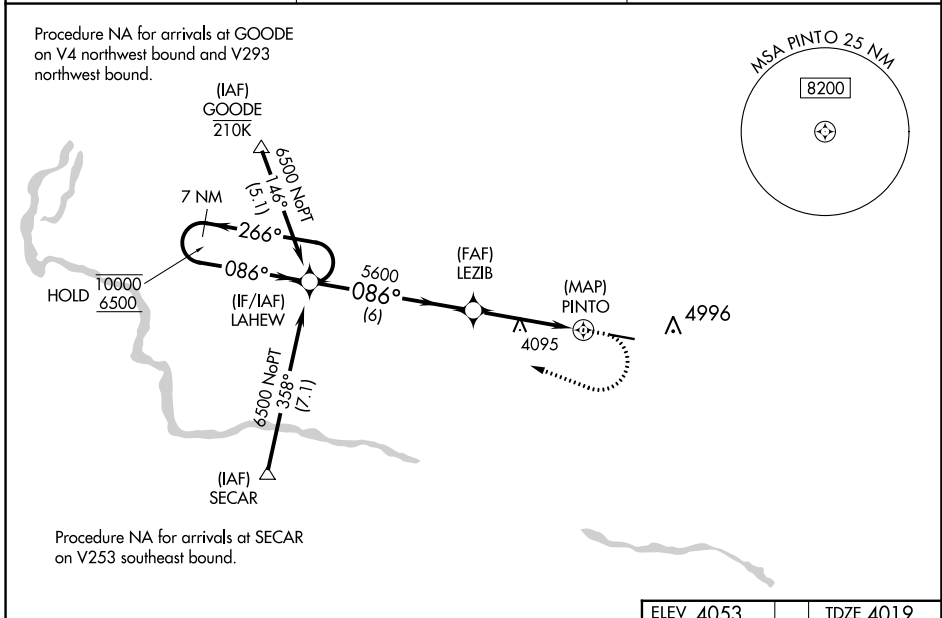 Procedure NA for arrivals at GOODE
on V4 northwest bound and V293
northwest bound.
MSA PINTO 25 NM
8200
(IAF)
GOODE
210K
6500 NoPT
146°
(5.1)
7 NM
266°
086°
HOLD
10000
6500
(IF/IAF)
LAHEW
5600
086°
(6)
(FAF)
LEZIB
(MAP)
PINTO
4095
4996
6500 NoPT
358°
(7.1)
(IAF)
SECAR
Procedure NA for arrivals at SECAR
on V253 southeast bound.
ELEV 4053
TDZE 4019